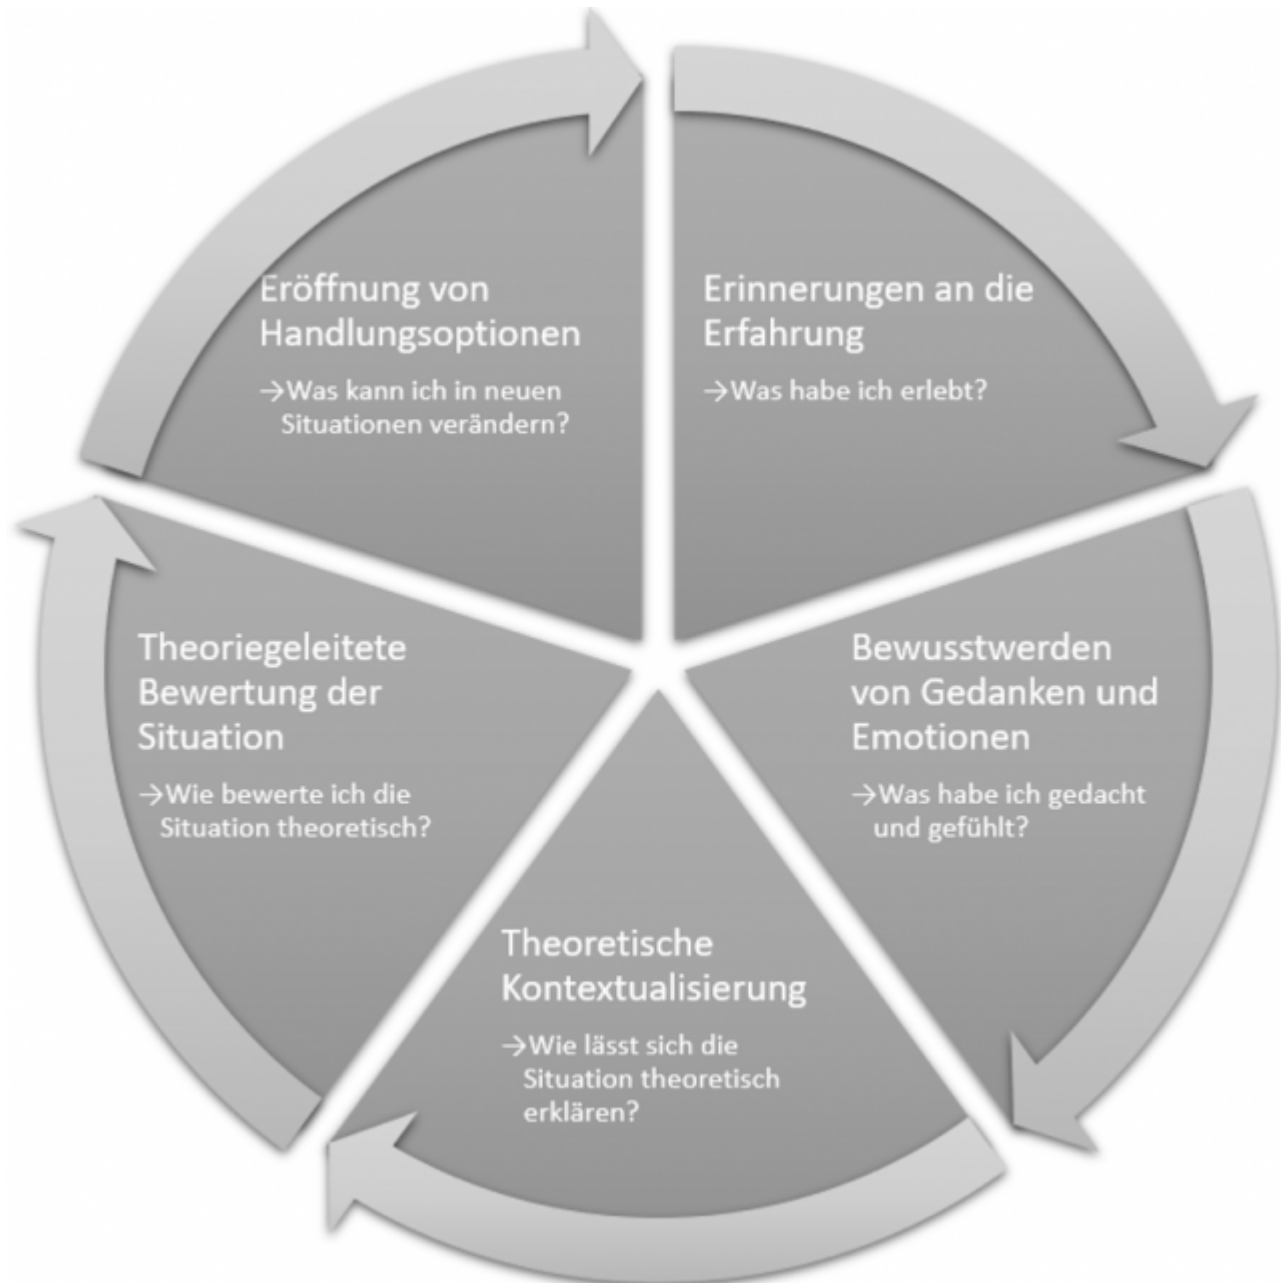 Erinnerungen an die
Erfahrung
→Was habe ich erlebt?
Bewusstwerden
von Gedanken und
Emotionen
→Was habe ich gedacht
und gefühlt?
Theoretische
Kontextualisierung
→Wie lässt sich die
Situation theoretisch
erklären?
Theoriegeleitete
Bewertung der
Situation
→Wie bewerte ich die
Situation theoretisch?
Eröffnung von
Handlungsoptionen
→Was kann ich in neuen
Situationen verändern?